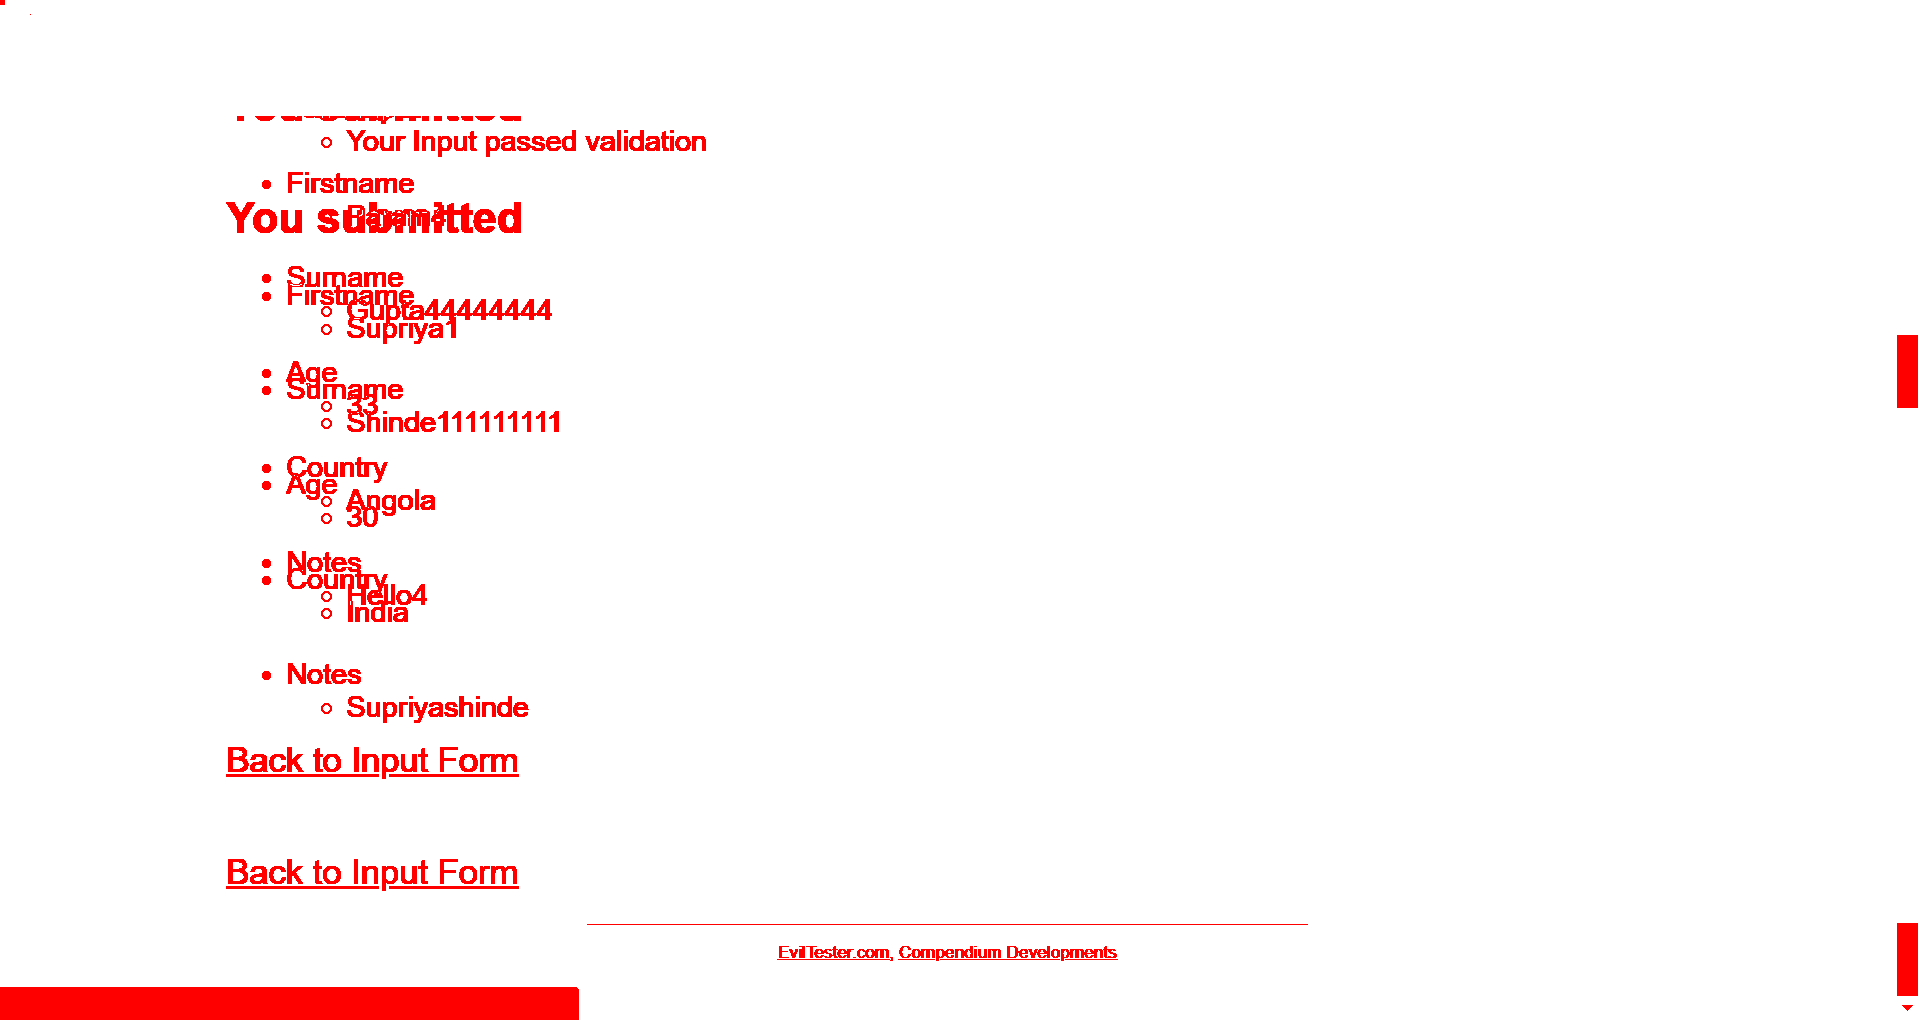 You submitted
Your Input passed validation
Firstname
You submitted
Surname
Firstname
Gupta44444444
Supriya1
Age
Surname
33
Shinde111111111
Country
Age
Angola
30
Notes
Country
Hello4
India
Notes
Supriyashinde
Back to Input Form
Back to Input Form
EvilTester.com, Compendium Developments